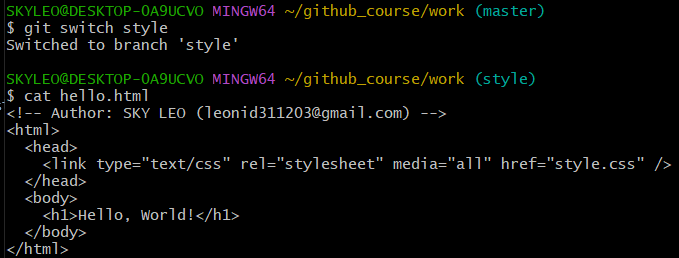 SKYLEO@DESKTOP-0A9UCVO MINGW64 ~/github_course/work (master)
$ git switch style
Switched to branch 'style'
SKYLEO@DESKTOP-0A9UCVO MINGW64 ~/github_course/work (style)
$ cat hello.html
<!-- Author: SKY LEO (leonid311203@gmail.com) -->
<html>
  <head>
    <link type="text/css" rel="stylesheet" media="all" href="style.css" />
  </head>
  <body>
    <h1>Hello, World!</h1>
  </body>
</html>